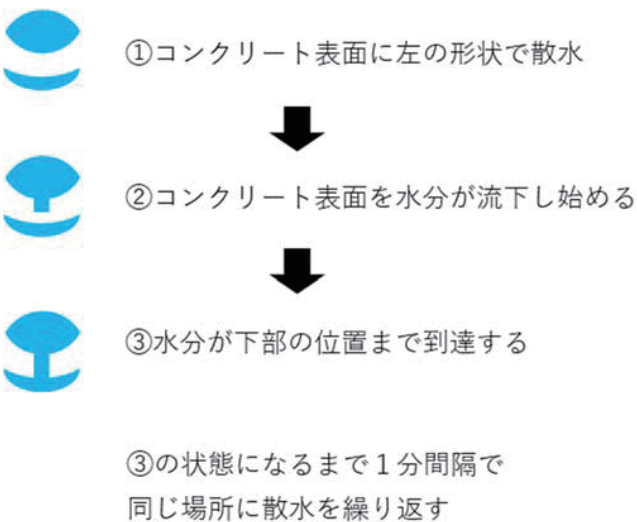 ①コンクリート表面に左の形状で散水
②コンクリート表面を水分が流下し始める
③水分が下部の位置まで到達する
③の状態になるまで１分間隔で
同じ場所に散水を繰り返す